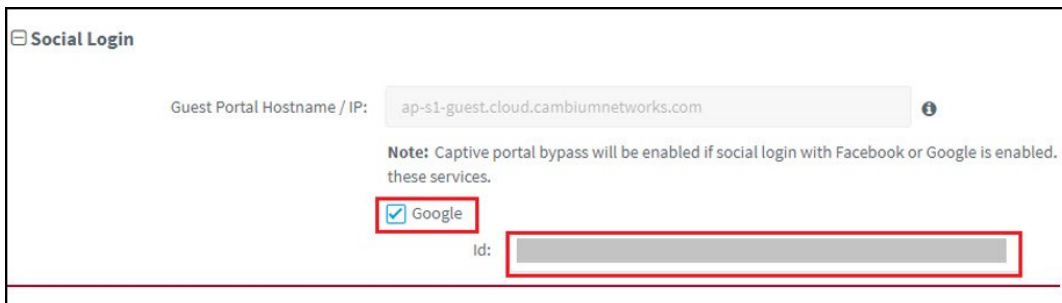 Social Login
Guest Portal Hostname / IP: ap-s1-guest.cloud.cambiumnetworks.com
Note: Captive portal bypass will be enabled if social login with Facebook or Google is enabled.
these services.
Google
Id: